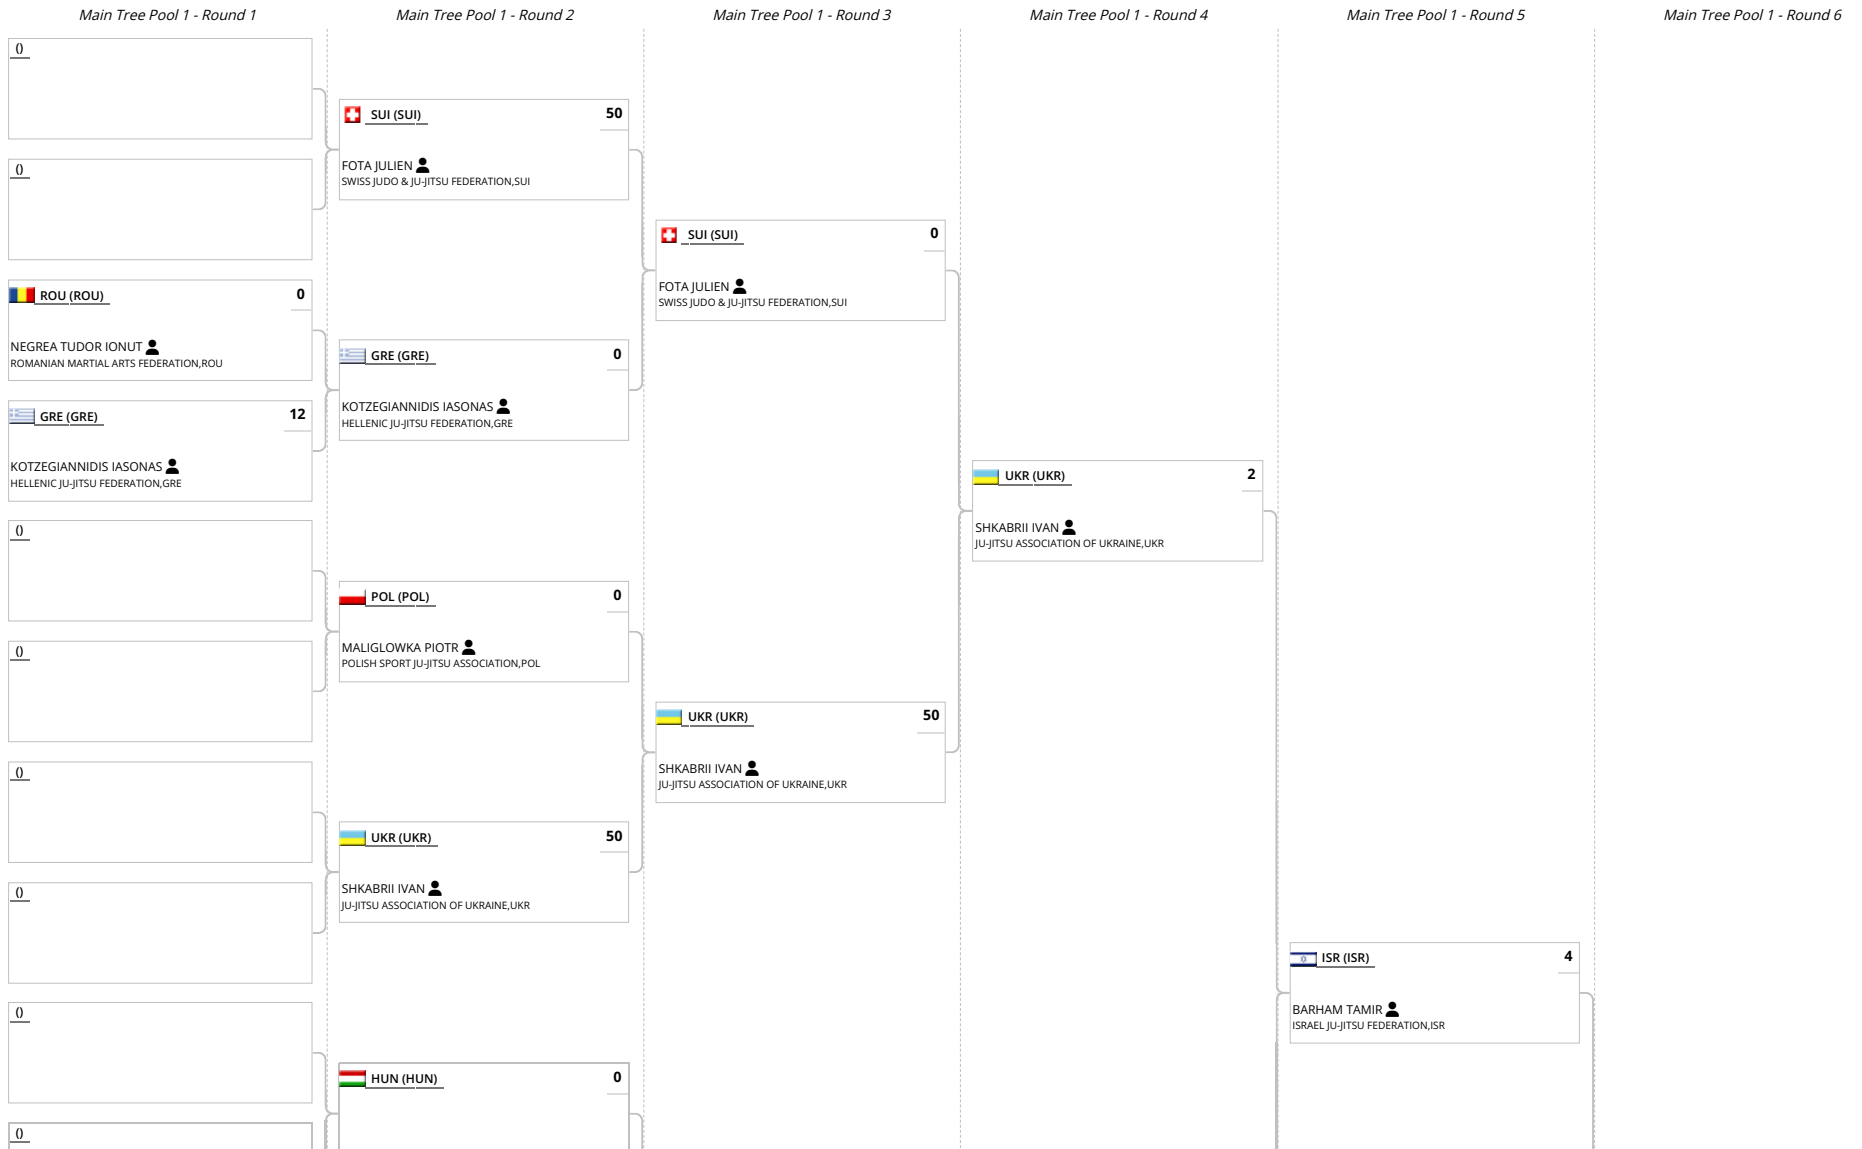 Main Tree Pool 1 - Round 1
Main Tree Pool 1 - Round 2
Main Tree Pool 1 - Round 3
Main Tree Pool 1 - Round 4
Main Tree Pool 1 - Round 5
Main Tree Pool 1 - Round 6
()
()
ROU (ROU) 0
NEGREA TUDOR IONUT
ROMANIAN MARTIAL ARTS FEDERATION,ROU
GRE (GRE) 12
KOTZEGIANNIDIS IASONAS
HELLENIC JU-JITSU FEDERATION,GRE
()
()
()
()
()
()
SUI (SUI) 50
FOTA JULIEN
SWISS JUDO & JU-JITSU FEDERATION,SUI
GRE (GRE) 0
KOTZEGIANNIDIS IASONAS
HELLENIC JU-JITSU FEDERATION,GRE
POL (POL) 0
MALIGLOWKA PIOTR
POLISH SPORT JU-JITSU ASSOCIATION,POL
UKR (UKR) 50
SHKABRII IVAN
JU-JITSU ASSOCIATION OF UKRAINE,UKR
HUN (HUN) 0
SUI (SUI) 0
FOTA JULIEN
SWISS JUDO & JU-JITSU FEDERATION,SUI
UKR (UKR) 50
SHKABRII IVAN
JU-JITSU ASSOCIATION OF UKRAINE,UKR
UKR (UKR) 2
SHKABRII IVAN
JU-JITSU ASSOCIATION OF UKRAINE,UKR
ISR (ISR) 4
BARHAM TAMIR
ISRAEL JU-JITSU FEDERATION,ISR